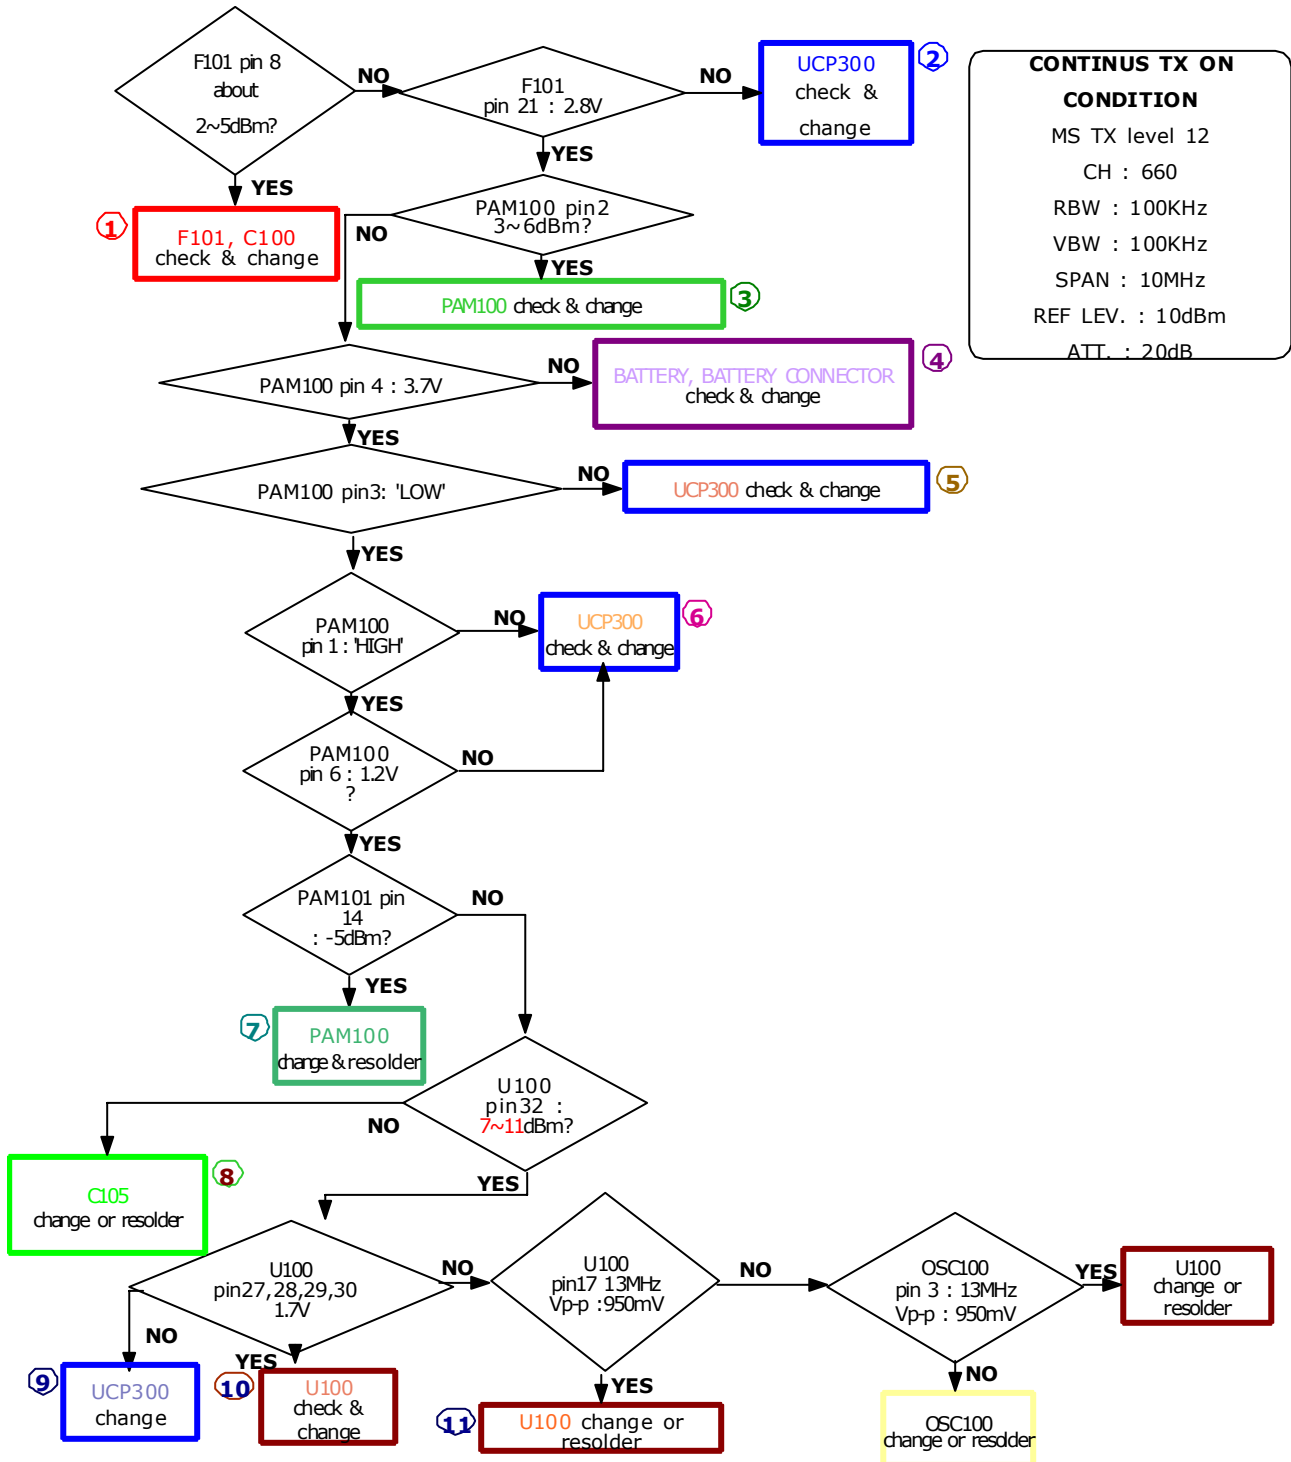 F101 pin 8
about
2~5dBm?
NO
F101
pin 21 : 2.8V
NO
UCP300
check &
change
2
CONTINUS TX ON
CONDITION
MS TX level 12
CH : 660
RBW : 100KHz
VBW : 100KHz
SPAN : 10MHz
REF LEV. : 10dBm
ATT. : 20dB
YES
YES
1
F101, C100
check & change
PAM100 pin2
3~6dBm?
NO
YES
PAM100 check & change
3
PAM100 pin 4 : 3.7V
NO
BATTERY, BATTERY CONNECTOR
check & change
4
YES
PAM100 pin3: 'LOW'
NO
UCP300 check & change
5
YES
PAM100
pin 1 : 'HIGH'
NO
UCP300
check & change
6
YES
PAM100
pin 6 : 1.2V
?
NO
YES
PAM101 pin
14
: -5dBm?
NO
YES
7
PAM100
change & resolder
U100
pin32 :
7~11dBm?
NO
YES
C105
change or resolder
8
U100
pin27,28,29,30
1.7V
NO
U100
pin17 13MHz
Vp-p :950mV
NO
OSC100
pin 3 : 13MHz
Vp-p : 950mV
YES
U100
change or
resolder
NO
YES
YES
NO
9
UCP300
change
10
U100
check &
change
11
U100 change or
resolder
OSC100
change or resolder